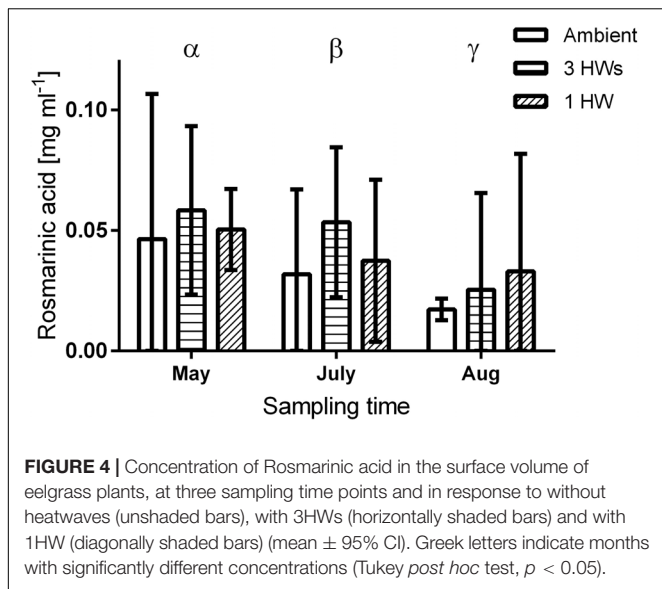 α β γ
Ambient
3 HWs
1 HW
Rosmarinic acid [mg ml⁻¹]
0.10
0.05
0.00
May July Aug
Sampling time
FIGURE 4 | Concentration of Rosmarinic acid in the surface volume of
eelgrass plants, at three sampling time points and in response to without
heatwaves (unshaded bars), with 3HWs (horizontally shaded bars) and with
1HW (diagonally shaded bars) (mean ± 95% CI). Greek letters indicate months
with significantly different concentrations (Tukey post hoc test, p < 0.05).